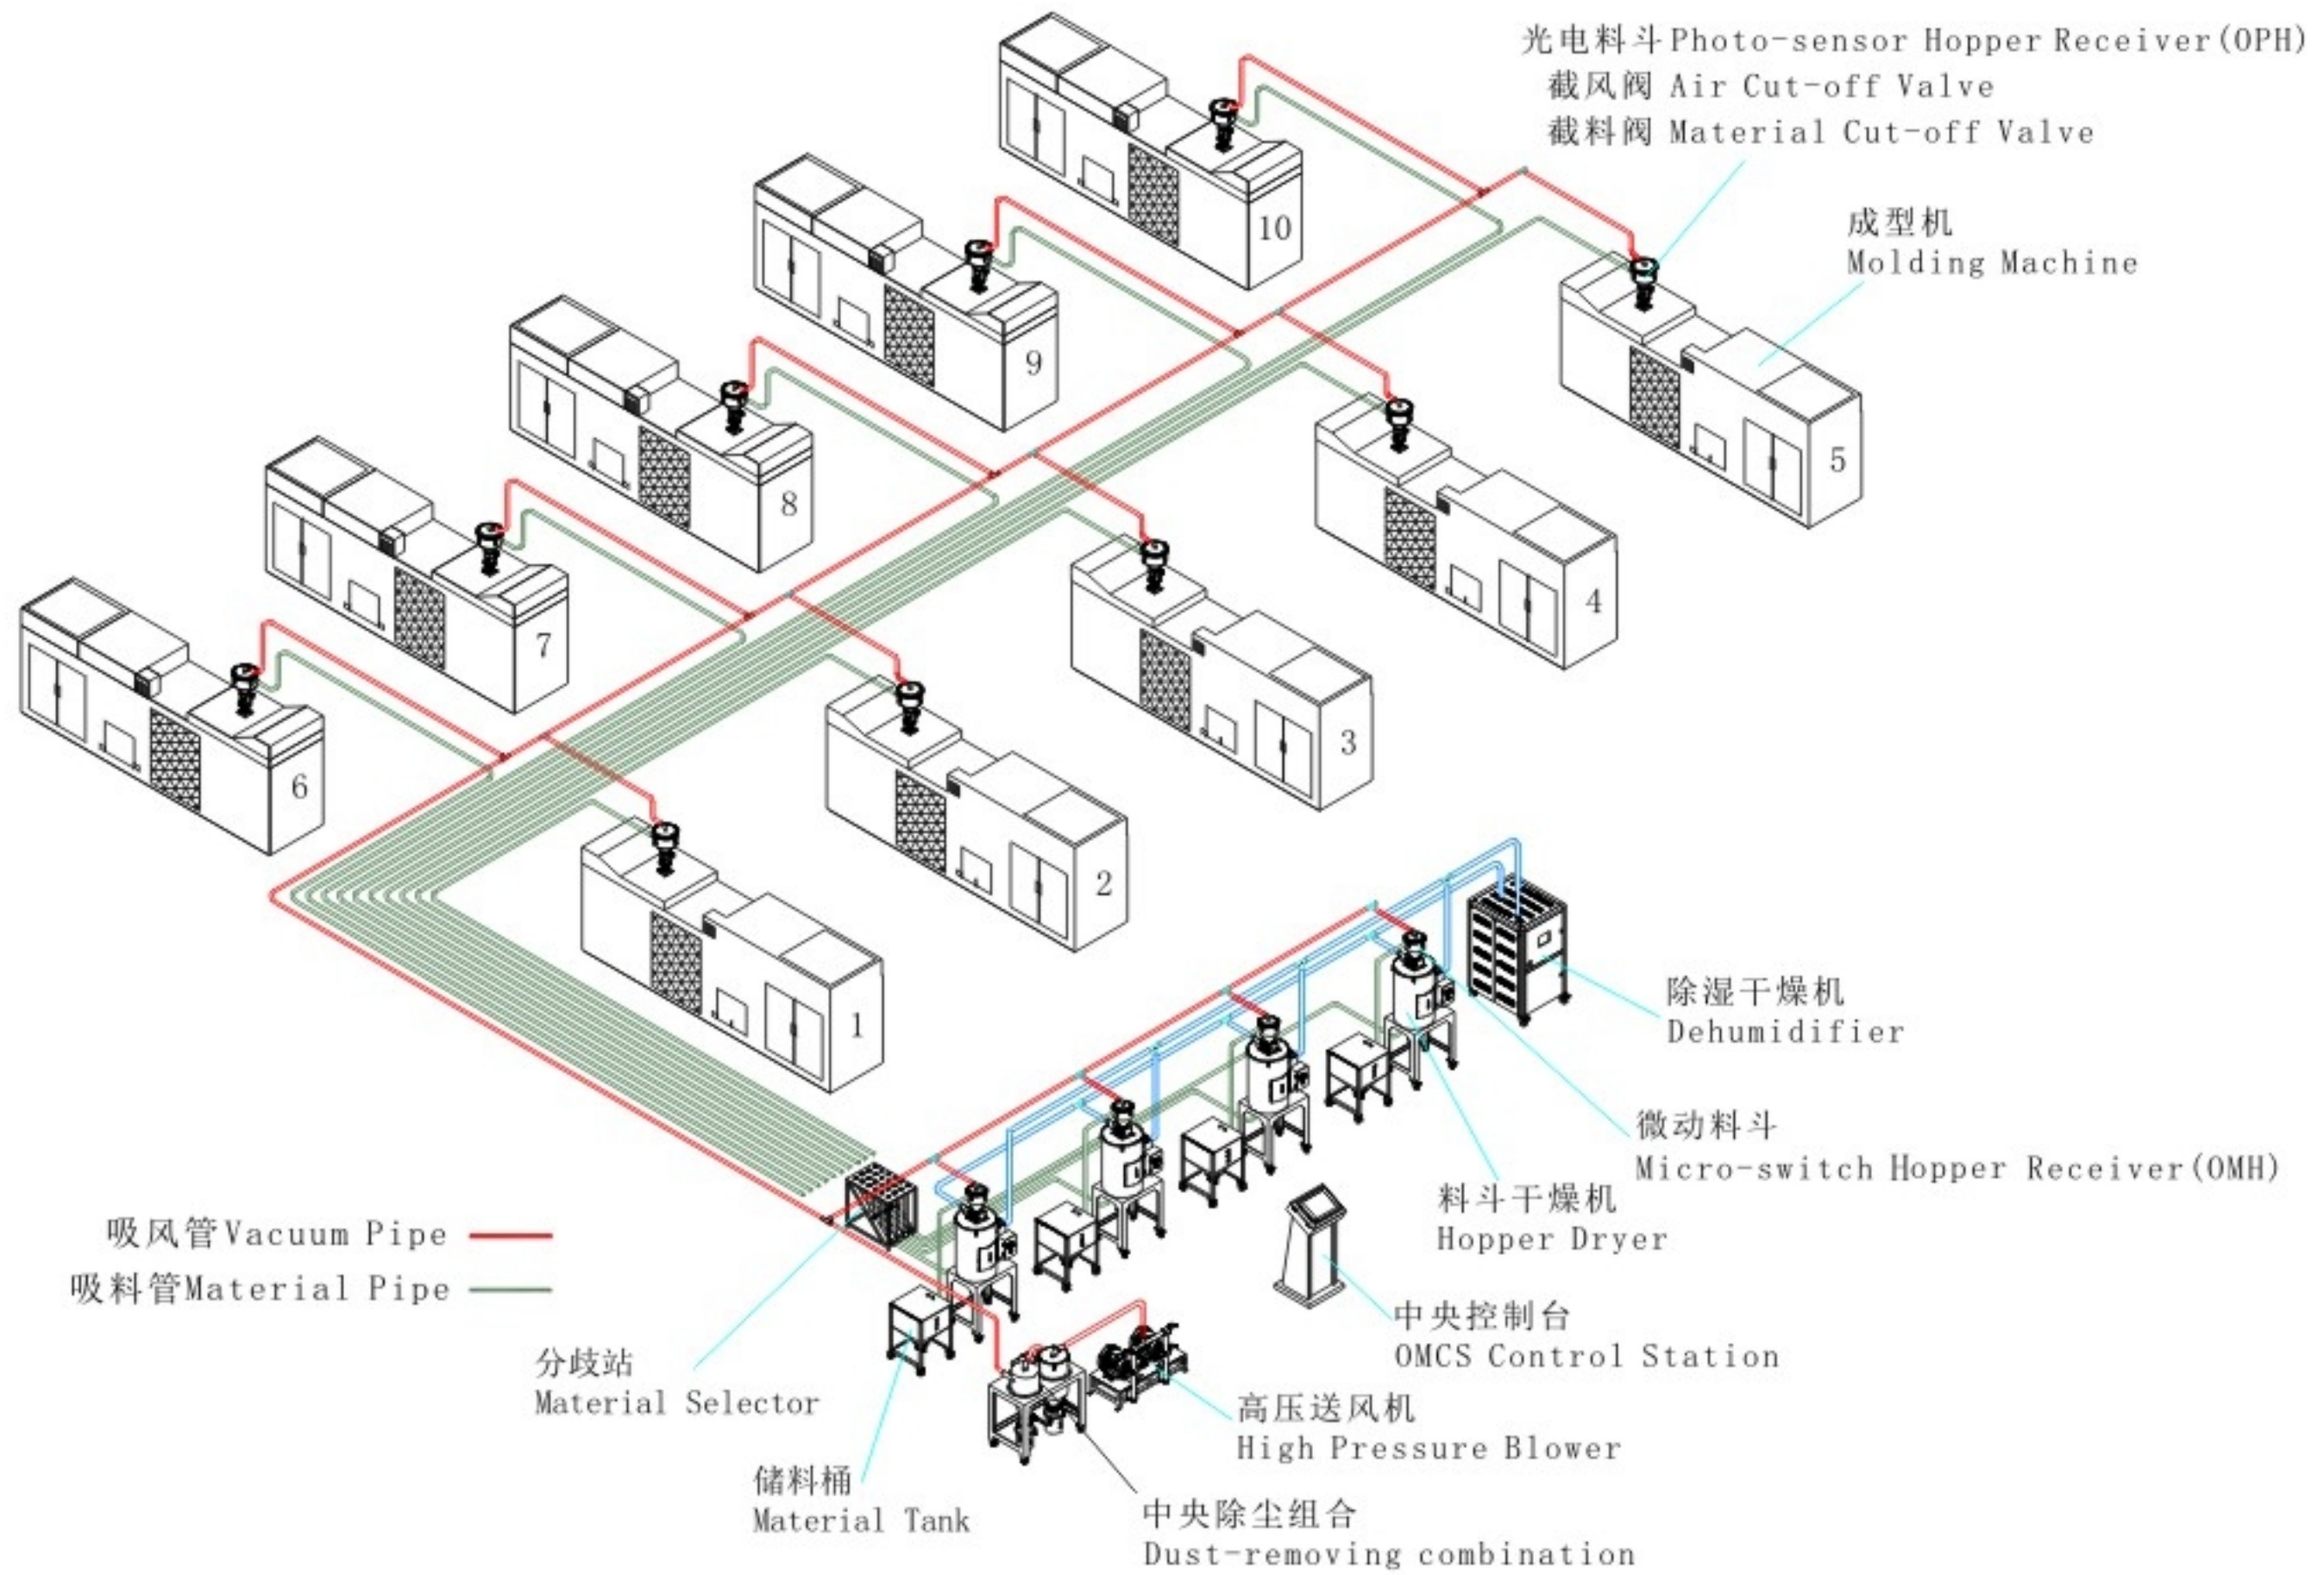 光电料斗Photo-sensor Hopper Receiver(OPH)
截风阀 Air Cut-off Valve
截料阀 Material Cut-off Valve
成型机
Molding Machine
10
9
8
7
6
5
4
3
2
1
除湿干燥机
Dehumidifier
微动料斗
Micro-switch Hopper Receiver(OMH)
料斗干燥机
Hopper Dryer
吸风管Vacuum Pipe
吸料管Material Pipe
中央控制台
OMCS Control Station
分歧站
Material Selector
高压送风机
High Pressure Blower
储料桶
Material Tank
中央除尘组合
Dust-removing combination